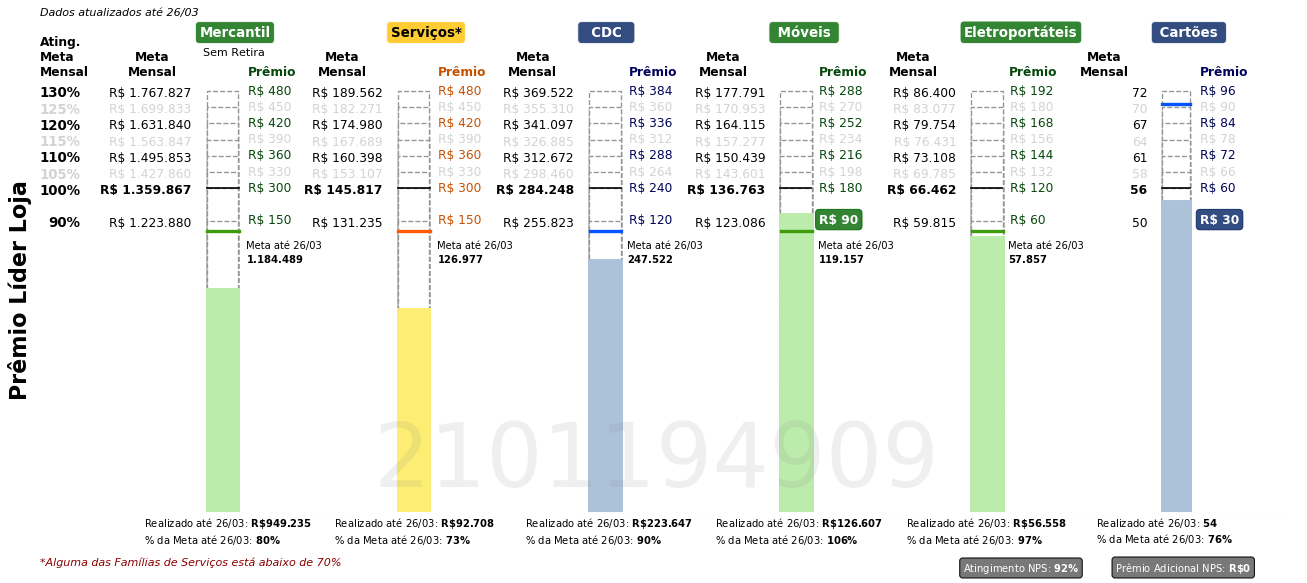 Dados atualizados até 26/03
Mercantil Serviços* CDC Móveis Eletroportáteis Cartões
Sem Retira
Ating. Meta Mensal Meta Mensal Prêmio Meta Mensal Prêmio Meta Mensal Prêmio Meta Mensal Prêmio Meta Mensal Prêmio Meta Mensal Prêmio
130% R$ 1.767.827 R$ 480 R$ 189.562 R$ 480 R$ 369.522 R$ 384 R$ 177.791 R$ 288 R$ 86.400 R$ 192 72 R$ 96
125% R$ 1.699.833 R$ 450 R$ 182.271 R$ 450 R$ 355.310 R$ 360 R$ 170.953 R$ 270 R$ 83.077 R$ 180 70 R$ 90
120% R$ 1.631.840 R$ 420 R$ 174.980 R$ 420 R$ 341.097 R$ 336 R$ 164.115 R$ 252 R$ 79.754 R$ 168 67 R$ 84
115% R$ 1.563.847 R$ 390 R$ 167.689 R$ 390 R$ 326.885 R$ 312 R$ 157.277 R$ 234 R$ 76.431 R$ 156 64 R$ 78
110% R$ 1.495.853 R$ 360 R$ 160.398 R$ 360 R$ 312.672 R$ 288 R$ 150.439 R$ 216 R$ 73.108 R$ 144 61 R$ 72
105% R$ 1.427.860 R$ 330 R$ 153.107 R$ 330 R$ 298.460 R$ 264 R$ 143.601 R$ 198 R$ 69.785 R$ 132 58 R$ 66
100% R$ 1.359.867 R$ 300 R$ 145.817 R$ 300 R$ 284.248 R$ 240 R$ 136.763 R$ 180 R$ 66.462 R$ 120 56 R$ 60
90% R$ 1.223.880 R$ 150 R$ 131.235 R$ 150 R$ 255.823 R$ 120 R$ 123.086 R$ 90 R$ 59.815 R$ 60 50 R$ 30
Meta até 26/03 Meta até 26/03 Meta até 26/03 Meta até 26/03 Meta até 26/03
1.184.489 126.977 247.522 119.157 57.857
Prêmio Líder Loja
2101194909
Realizado até 26/03: R$949.235 Realizado até 26/03: R$92.708 Realizado até 26/03: R$223.647 Realizado até 26/03: R$126.607 Realizado até 26/03: R$56.558 Realizado até 26/03: 54
% da Meta até 26/03: 80% % da Meta até 26/03: 73% % da Meta até 26/03: 90% % da Meta até 26/03: 106% % da Meta até 26/03: 97% % da Meta até 26/03: 76%
*Alguma das Famílias de Serviços está abaixo de 70%
Atingimento NPS: 92% Prêmio Adicional NPS: R$0